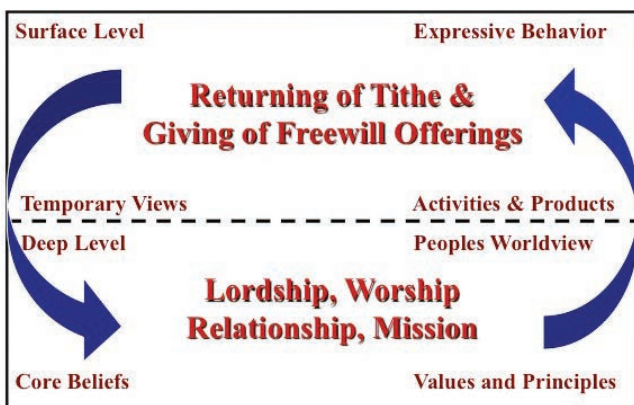 Surface Level
Expressive Behavior
Returning of Tithe &
Giving of Freewill Offerings
Temporary Views
Activities & Products
Deep Level
Peoples Worldview
Lordship, Worship
Relationship, Mission
Core Beliefs
Values and Principles